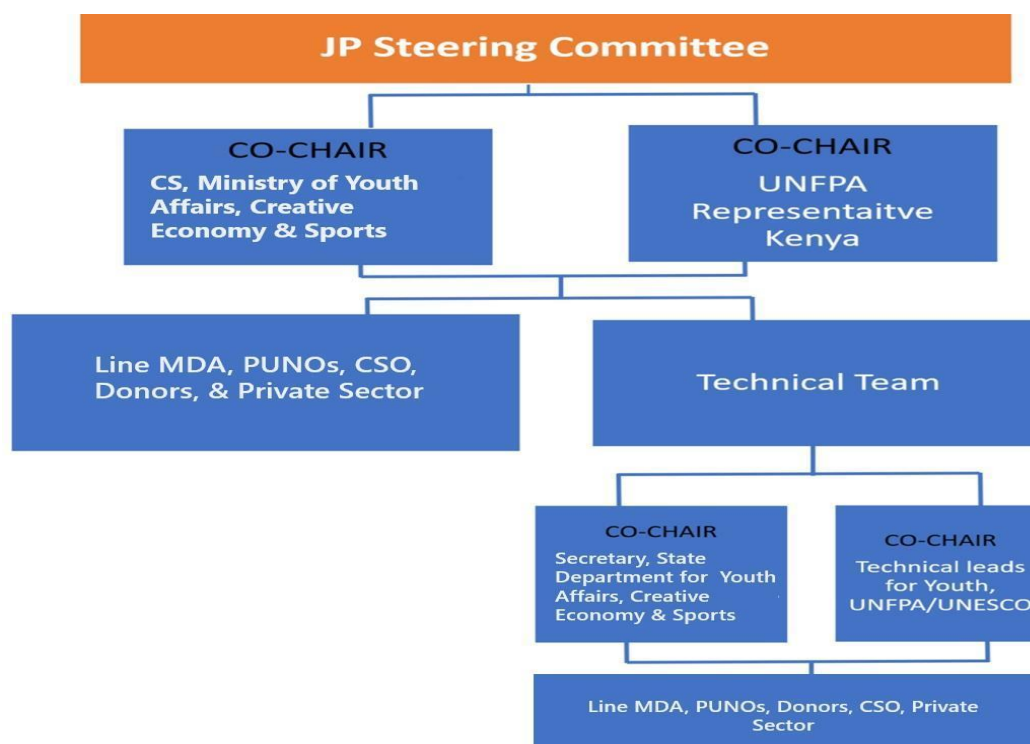 JP Steering Committee
CO-CHAIR
CS, Ministry of Youth
Affairs, Creative
Economy & Sports
CO-CHAIR
UNFPA
Representaitve
Kenya
Line MDA, PUNOs, CSO,
Donors, & Private Sector
Technical Team
CO-CHAIR
Secretary, State
Department for Youth
Affairs, Creative
Economy & Sports
CO-CHAIR
Technical leads
for Youth,
UNFPA/UNESCO
Line MDA, PUNOs, Donors, CSO, Private
Sector